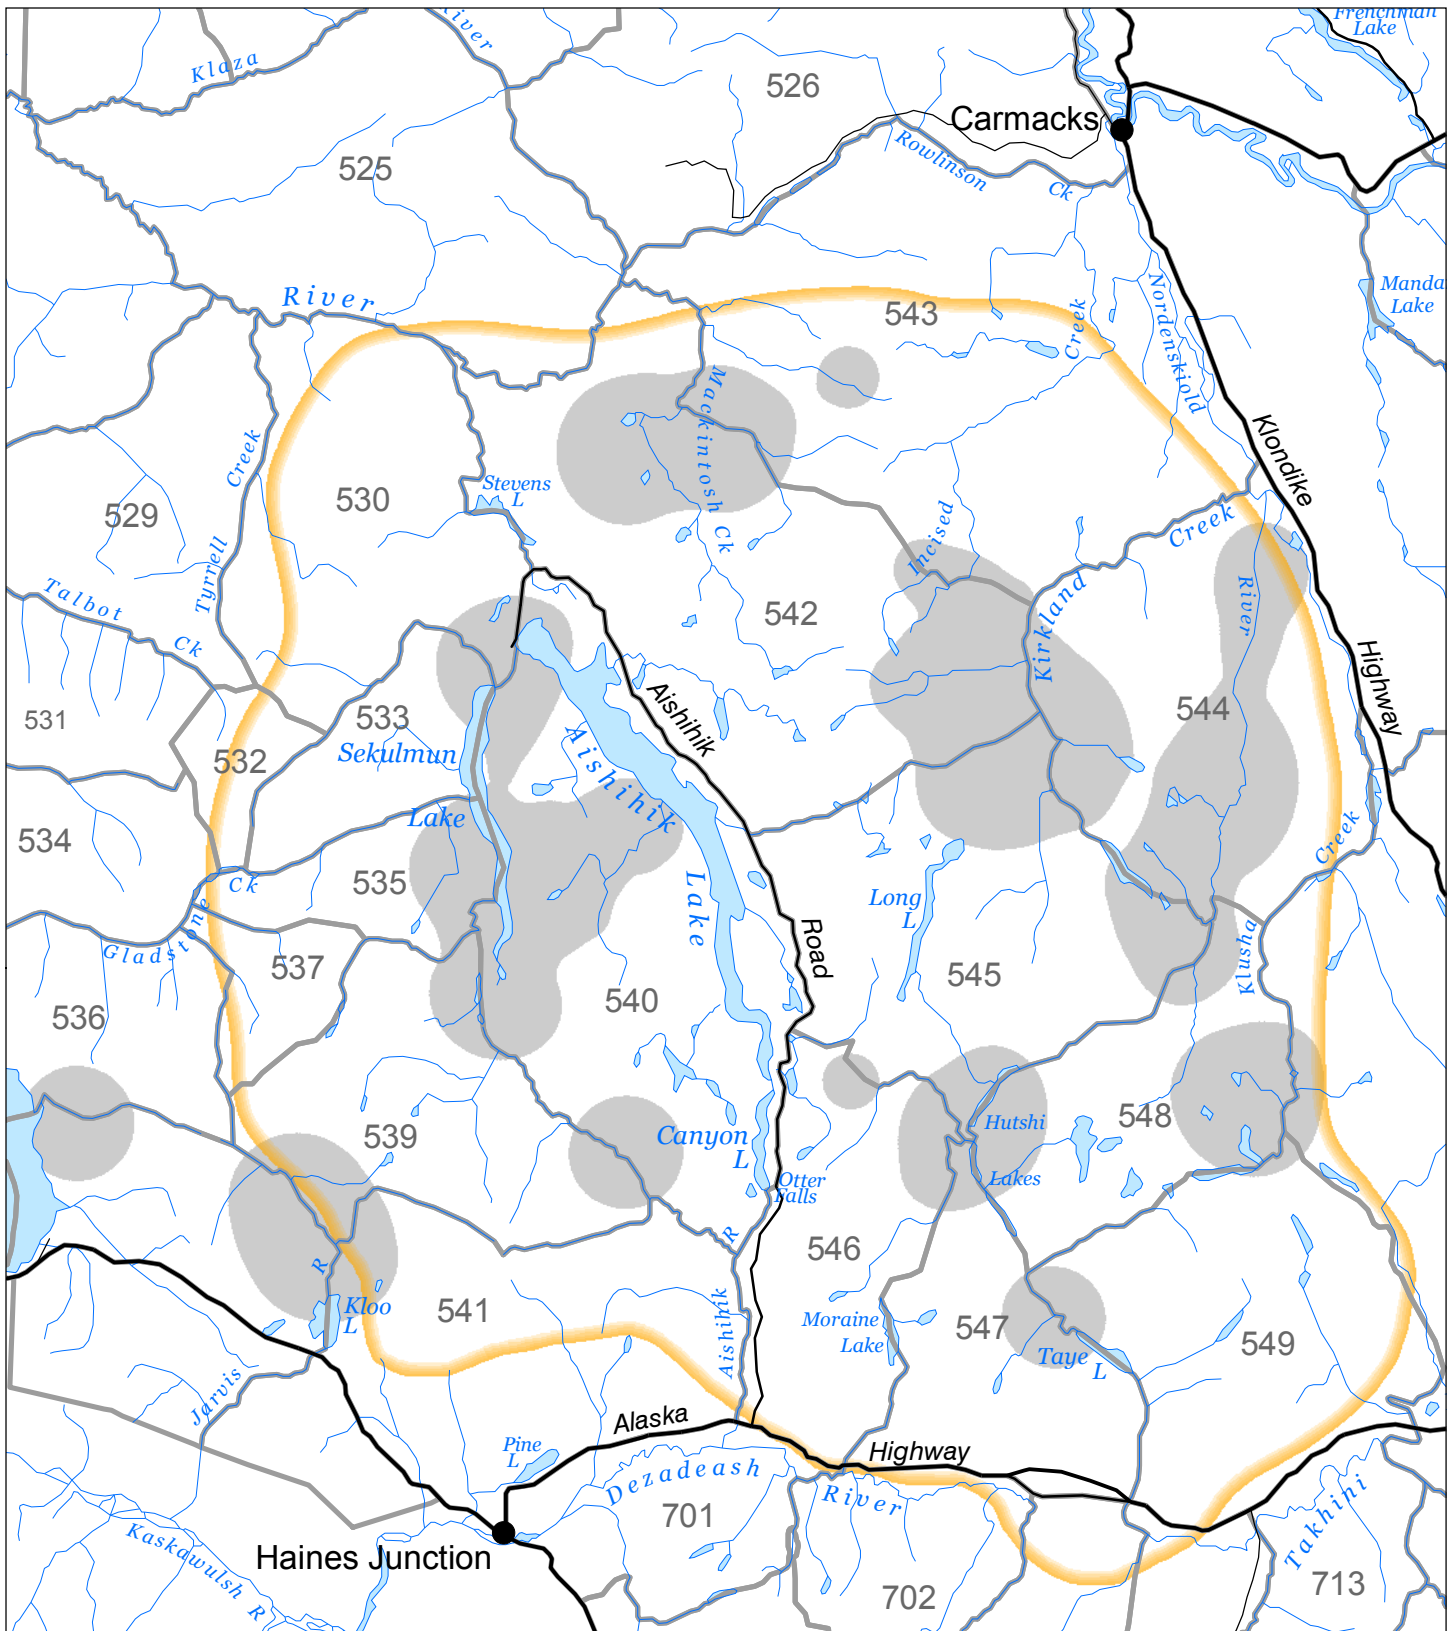 Frenchman
Lake
River
Klaza
526
Carmacks
525
Rowlinson
Ck
River
543
Creek
Nordenskiold
Manda
Lake
Mackintosh Ck
Klondike
Highway
Creek
Tyrrell
529
530
Stevens
L
Incised
Creek
Kirkland
River
Talbot
Ck
542
531
532
533
Sekulmun
Lake
Aishihik
Lake
Aishihik
Road
544
534
Creek
Klusha
Ck
Gladstone
535
Long
L
537
536
540
545
539
Canyon
L
Otter
Falls
Hutshi
Lakes
548
R
Aishihik
546
R
Kloo
L
541
Moraine
Lake
547
Taye
L
549
Jarvis
Alaska
Highway
Pine
L
Dezadeash
River
701
Haines Junction
Kaskawulsh R
702
Takhini
713